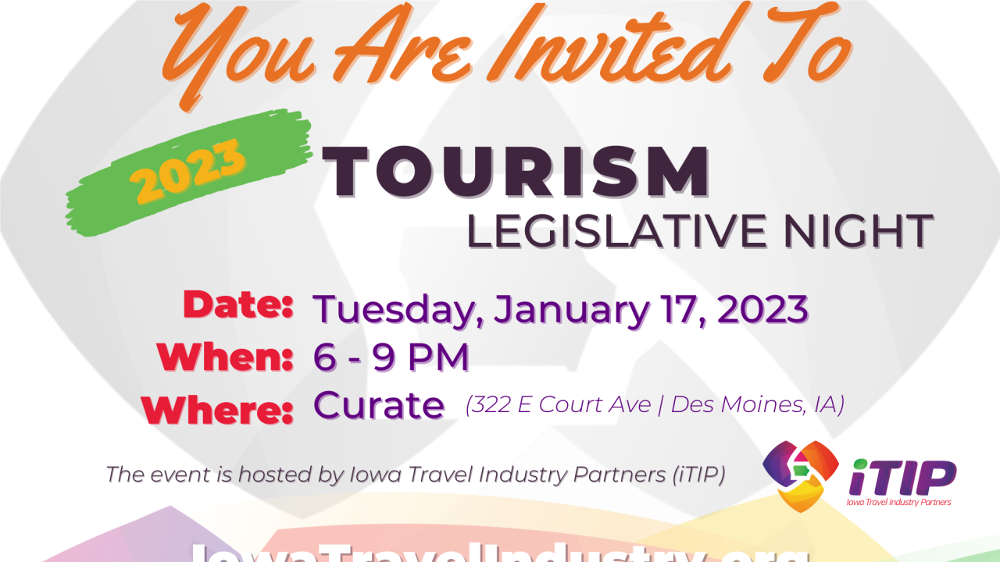 You Are Invited To
2023
TOURISM
LEGISLATIVE NIGHT
Date: Tuesday, January 17, 2023
When: 6 - 9 PM
Where: Curate (322 E Court Ave | Des Moines, IA)
The event is hosted by Iowa Travel Industry Partners (iTIP)
iTIP
Iowa Travel Industry Partners
IowaTravelIndustry.org